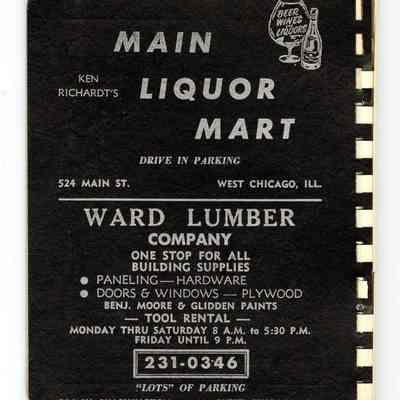 BEER
WINES
LIQUORS
MAIN
KEN
RICHARDT'S
LIQUOR
MART
DRIVE IN PARKING
524 MAIN ST. WEST CHICAGO, ILL.
WARD LUMBER
COMPANY
ONE STOP FOR ALL
BUILDING SUPPLIES
● PANELING — HARDWARE
● DOORS & WINDOWS — PLYWOOD
BENJ. MOORE & GLIDDEN PAINTS
— TOOL RENTAL —
MONDAY THRU SATURDAY 8 A.M. to 5:30 P.M.
FRIDAY UNTIL 9 P.M.
231-0346
"LOTS" OF PARKING